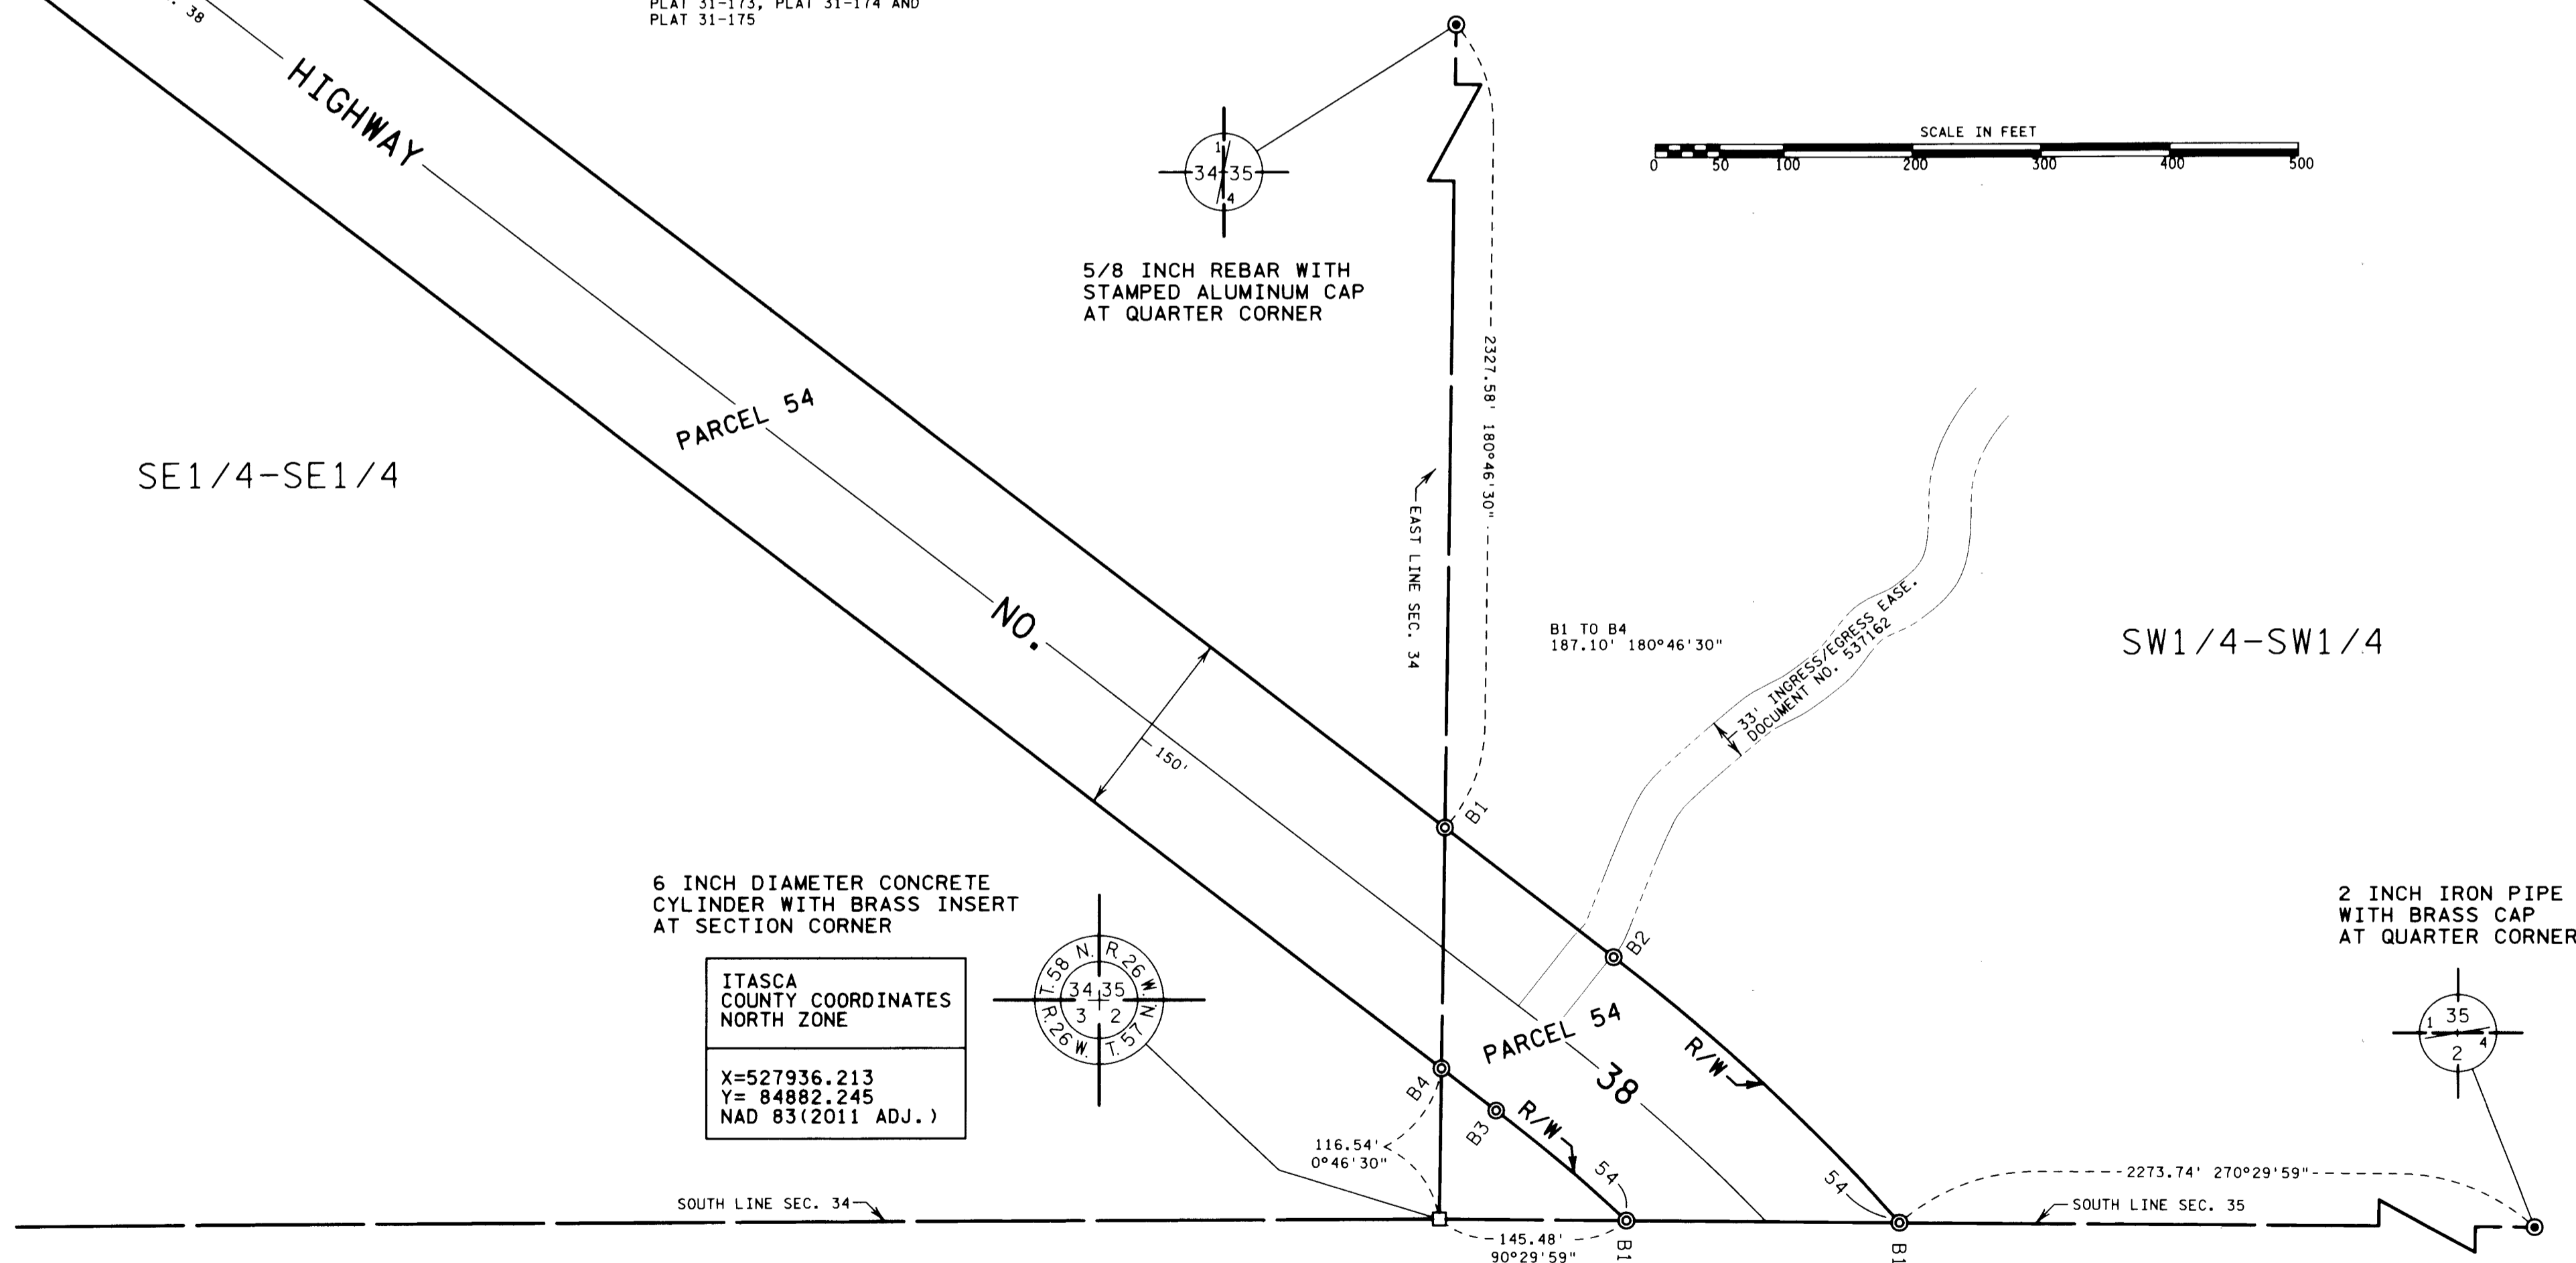 PLAT 31-173, PLAT 31-174 AND
PLAT 31-175
. 38
HIGHWAY
SCALE IN FEET
0 50 100 200 300 400 500
1
34 35
4
5/8 INCH REBAR WITH
STAMPED ALUMINUM CAP
AT QUARTER CORNER
2327.58' 180°46'30"
PARCEL 54
SE1/4-SE1/4
EAST LINE SEC. 34
NO.
B1 TO B4
187.10' 180°46'30"
33' INGRESS/EGRESS EASE.
DOCUMENT NO. 537162
SW1/4-SW1/4
150'
B1
6 INCH DIAMETER CONCRETE
CYLINDER WITH BRASS INSERT
AT SECTION CORNER
2 INCH IRON PIPE
WITH BRASS CAP
AT QUARTER CORNER
B2
ITASCA
COUNTY COORDINATES
NORTH ZONE
X=527936.213
Y= 84882.245
NAD 83(2011 ADJ.)
T.58 N. R.26 W.
34 35
3 2
R.26 W. T.57 N.
PARCEL 54
38
R/W
1 35
2 4
B4
B3
R/W
116.54'
0°46'30"
54
54
2273.74' 270°29'59"
SOUTH LINE SEC. 34
SOUTH LINE SEC. 35
145.48'
90°29'59"
B1
B1